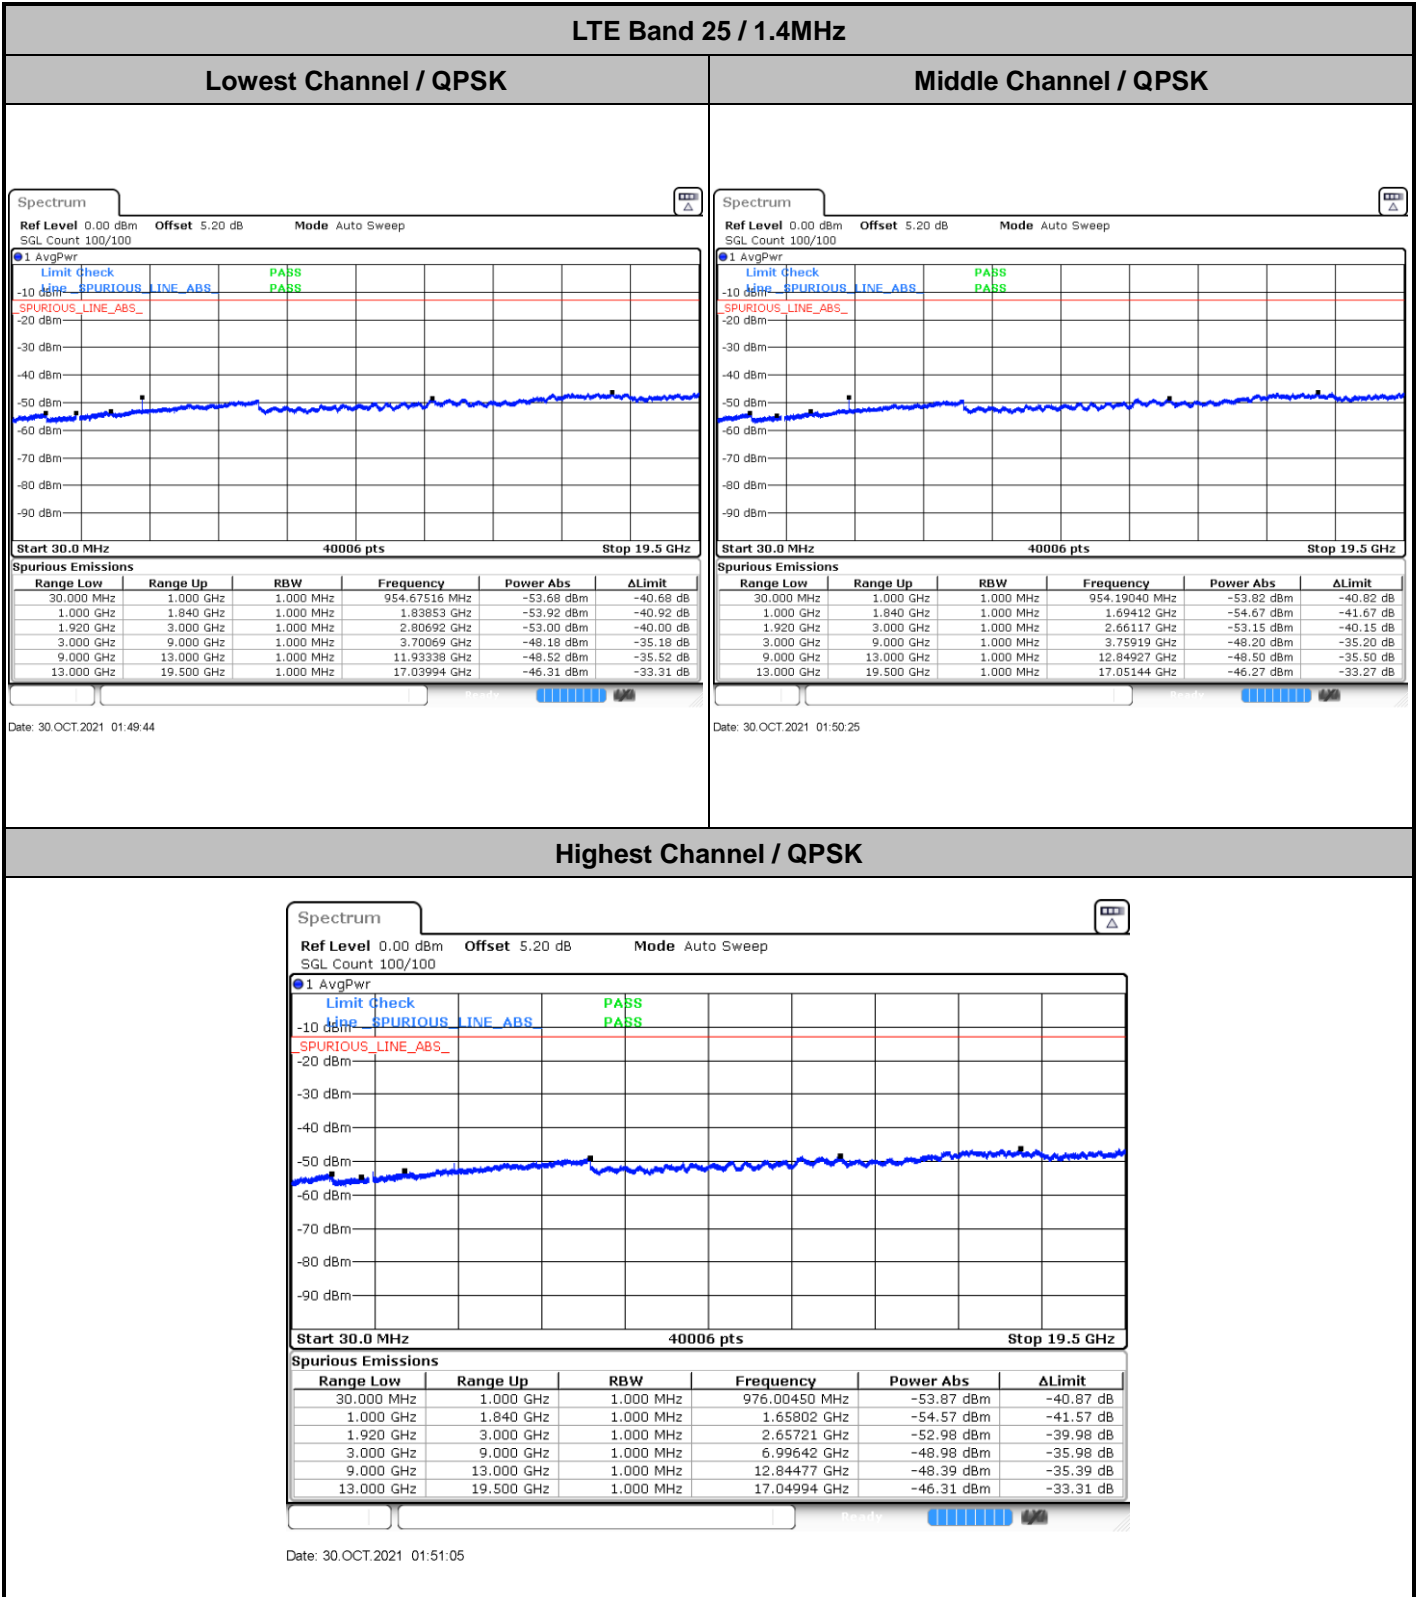 LTE Band 25 / 1.4MHz
Lowest Channel / QPSK
Middle Channel / QPSK
Spectrum
Ref Level 0.00 dBm Offset 5.20 dB Mode Auto Sweep
SGL Count 100/100
1 AvgPwr
Limit Check PASS
Line _SPURIOUS_LINE_ABS_ PASS
-10 dBm
_SPURIOUS_LINE_ABS_
-20 dBm
-30 dBm
-40 dBm
-50 dBm
-60 dBm
-70 dBm
-80 dBm
-90 dBm
Start 30.0 MHz 40006 pts Stop 19.5 GHz
Spurious Emissions
Range Low Range Up RBW Frequency Power Abs ΔLimit
30.000 MHz 1.000 GHz 1.000 MHz 954.67516 MHz -53.68 dBm -40.68 dB
1.000 GHz 1.840 GHz 1.000 MHz 1.83853 GHz -53.92 dBm -40.92 dB
1.920 GHz 3.000 GHz 1.000 MHz 2.80692 GHz -53.00 dBm -40.00 dB
3.000 GHz 9.000 GHz 1.000 MHz 3.70069 GHz -48.18 dBm -35.18 dB
9.000 GHz 13.000 GHz 1.000 MHz 11.93338 GHz -48.52 dBm -35.52 dB
13.000 GHz 19.500 GHz 1.000 MHz 17.03994 GHz -46.31 dBm -33.31 dB
Ready
Date: 30.OCT.2021 01:49:44
Spectrum
Ref Level 0.00 dBm Offset 5.20 dB Mode Auto Sweep
SGL Count 100/100
1 AvgPwr
Limit Check PASS
Line _SPURIOUS_LINE_ABS_ PASS
-10 dBm
_SPURIOUS_LINE_ABS_
-20 dBm
-30 dBm
-40 dBm
-50 dBm
-60 dBm
-70 dBm
-80 dBm
-90 dBm
Start 30.0 MHz 40006 pts Stop 19.5 GHz
Spurious Emissions
Range Low Range Up RBW Frequency Power Abs ΔLimit
30.000 MHz 1.000 GHz 1.000 MHz 954.19040 MHz -53.82 dBm -40.82 dB
1.000 GHz 1.840 GHz 1.000 MHz 1.69412 GHz -54.67 dBm -41.67 dB
1.920 GHz 3.000 GHz 1.000 MHz 2.66117 GHz -53.15 dBm -40.15 dB
3.000 GHz 9.000 GHz 1.000 MHz 3.75919 GHz -48.20 dBm -35.20 dB
9.000 GHz 13.000 GHz 1.000 MHz 12.84927 GHz -48.50 dBm -35.50 dB
13.000 GHz 19.500 GHz 1.000 MHz 17.05144 GHz -46.27 dBm -33.27 dB
Ready
Date: 30.OCT.2021 01:50:25
Highest Channel / QPSK
Spectrum
Ref Level 0.00 dBm Offset 5.20 dB Mode Auto Sweep
SGL Count 100/100
1 AvgPwr
Limit Check PASS
Line _SPURIOUS_LINE_ABS_ PASS
-10 dBm
_SPURIOUS_LINE_ABS_
-20 dBm
-30 dBm
-40 dBm
-50 dBm
-60 dBm
-70 dBm
-80 dBm
-90 dBm
Start 30.0 MHz 40006 pts Stop 19.5 GHz
Spurious Emissions
Range Low Range Up RBW Frequency Power Abs ΔLimit
30.000 MHz 1.000 GHz 1.000 MHz 976.00450 MHz -53.87 dBm -40.87 dB
1.000 GHz 1.840 GHz 1.000 MHz 1.65802 GHz -54.57 dBm -41.57 dB
1.920 GHz 3.000 GHz 1.000 MHz 2.65721 GHz -52.98 dBm -39.98 dB
3.000 GHz 9.000 GHz 1.000 MHz 6.99642 GHz -48.98 dBm -35.98 dB
9.000 GHz 13.000 GHz 1.000 MHz 12.84477 GHz -48.39 dBm -35.39 dB
13.000 GHz 19.500 GHz 1.000 MHz 17.04994 GHz -46.31 dBm -33.31 dB
Ready
Date: 30.OCT.2021 01:51:05